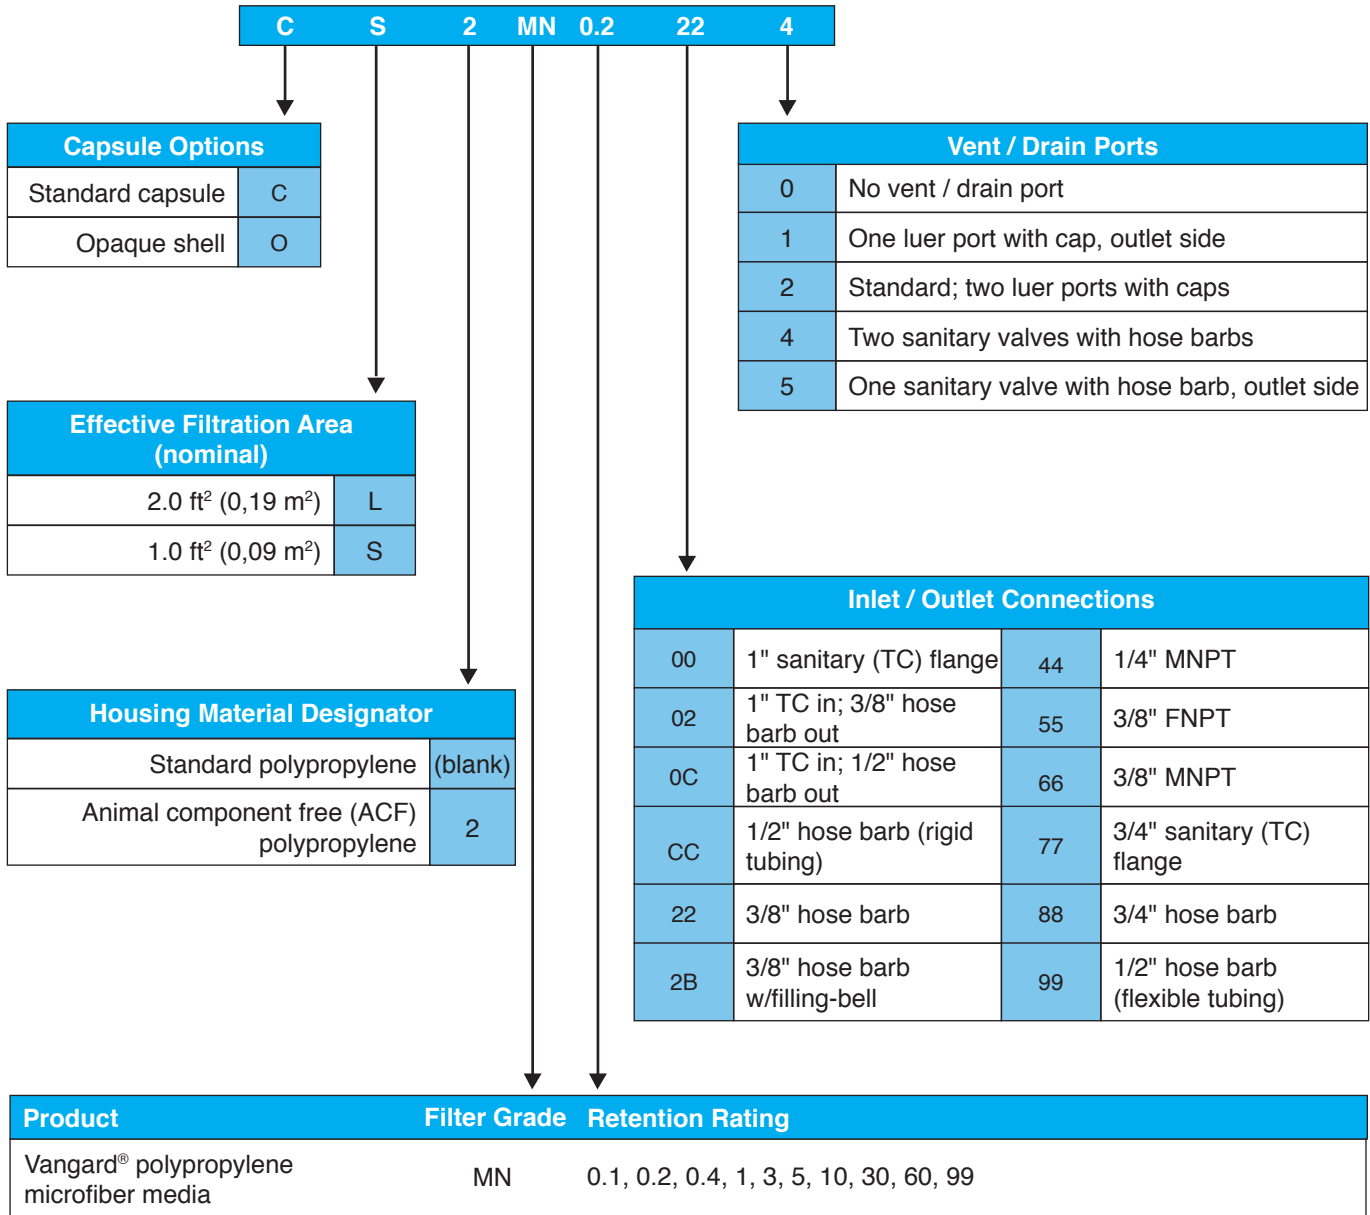 C S 2 MN 0.2 22 4
Capsule Options
Standard capsule C
Opaque shell O
Vent / Drain Ports
0 No vent / drain port
1 One luer port with cap, outlet side
2 Standard; two luer ports with caps
4 Two sanitary valves with hose barbs
5 One sanitary valve with hose barb, outlet side
Effective Filtration Area
(nominal)
2.0 ft² (0,19 m²) L
1.0 ft² (0,09 m²) S
Housing Material Designator
Standard polypropylene (blank)
Animal component free (ACF)
polypropylene 2
Inlet / Outlet Connections
00 1" sanitary (TC) flange 44 1/4" MNPT
02 1" TC in; 3/8" hose
barb out 55 3/8" FNPT
0C 1" TC in; 1/2" hose
barb out 66 3/8" MNPT
CC 1/2" hose barb (rigid
tubing) 77 3/4" sanitary (TC)
flange
22 3/8" hose barb 88 3/4" hose barb
2B 3/8" hose barb
w/filling-bell 99 1/2" hose barb
(flexible tubing)
Product Filter Grade Retention Rating
Vangard® polypropylene
microfiber media MN 0.1, 0.2, 0.4, 1, 3, 5, 10, 30, 60, 99